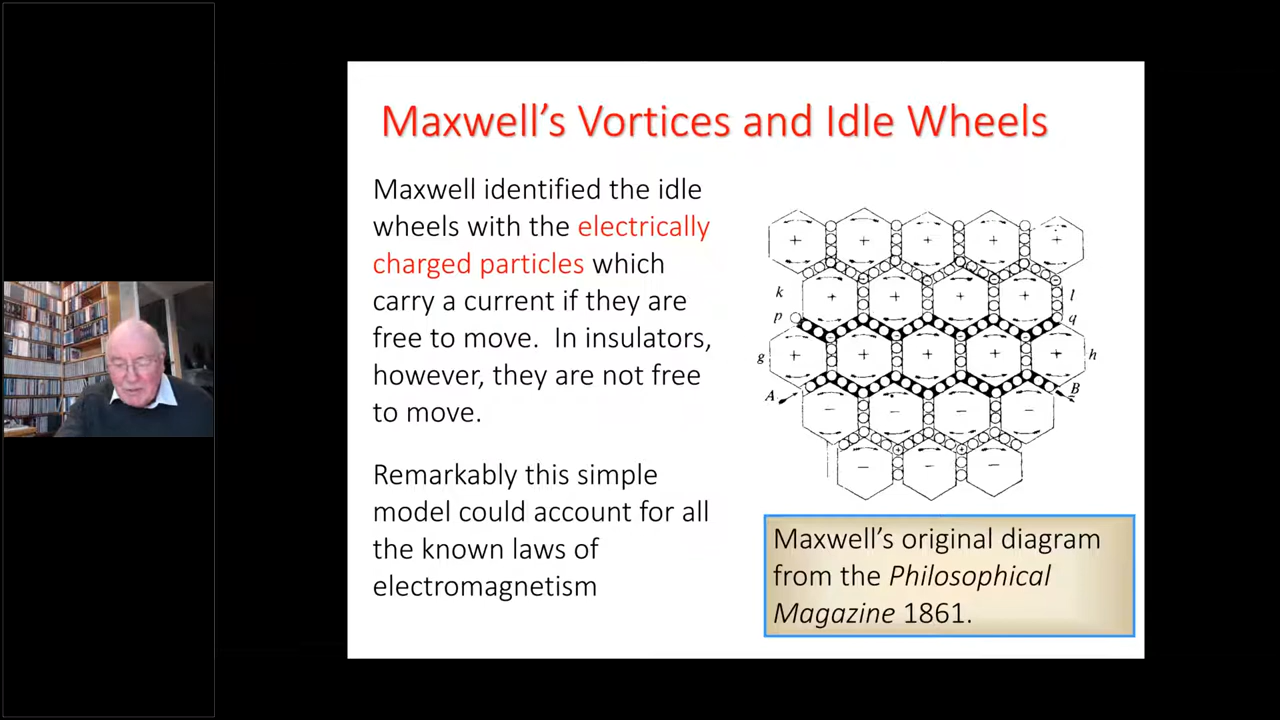 Maxwell’s Vortices and Idle Wheels
Maxwell identified the idle
wheels with the electrically
charged particles which
carry a current if they are
free to move.  In insulators,
however, they are not free
to move.
Remarkably this simple
model could account for all
the known laws of
electromagnetism
k
l
p
q
g
h
A
B
Maxwell’s original diagram
from the Philosophical
Magazine 1861.